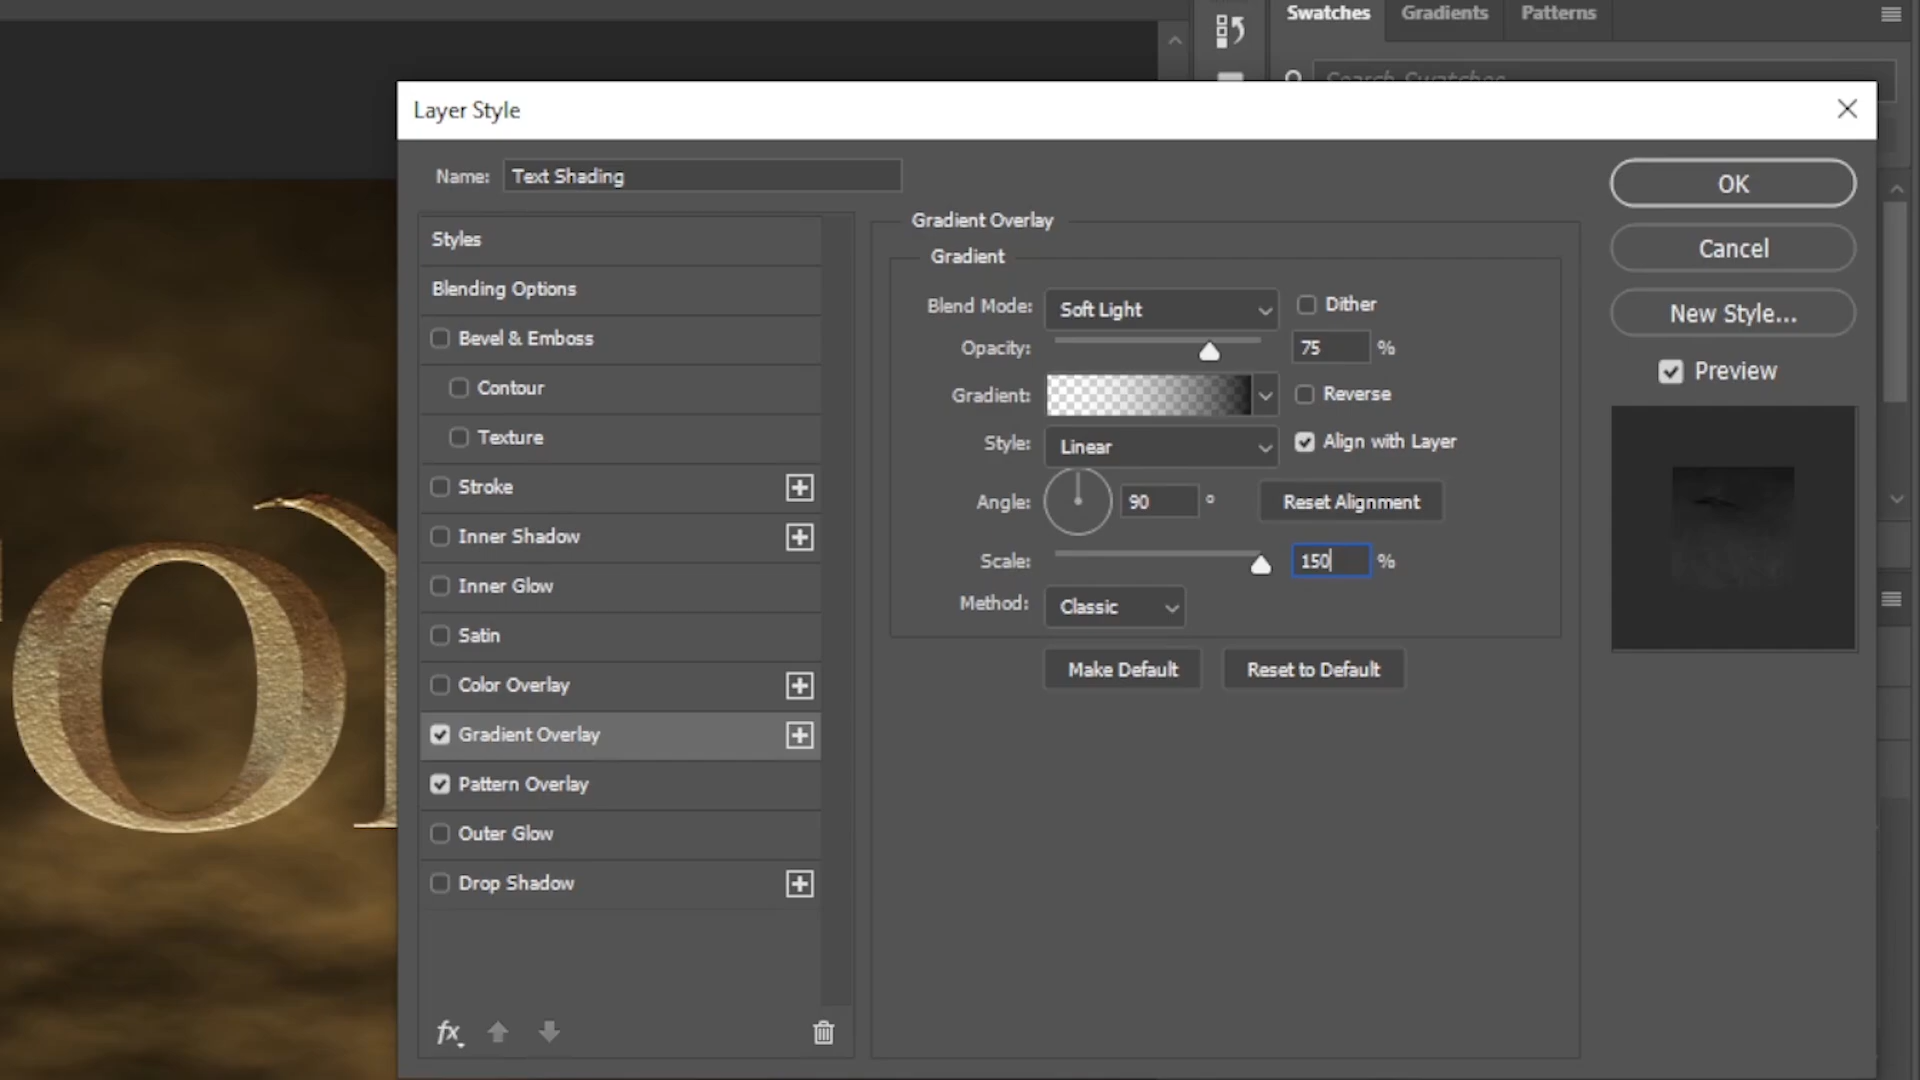 Swatches Gradients Patterns
Search Swatches
Layer Style
Name: Text Shading
OK
Cancel
New Style...
Preview
Styles
Blending Options
Bevel & Emboss
Contour
Texture
Stroke
Inner Shadow
Inner Glow
Satin
Color Overlay
Gradient Overlay
Pattern Overlay
Outer Glow
Drop Shadow
fx
Gradient Overlay
Gradient
Blend Mode: Soft Light Dither
Opacity: 75 %
Gradient: Reverse
Style: Linear Align with Layer
Angle: 90 ° Reset Alignment
Scale: 150 %
Method: Classic
Make Default Reset to Default